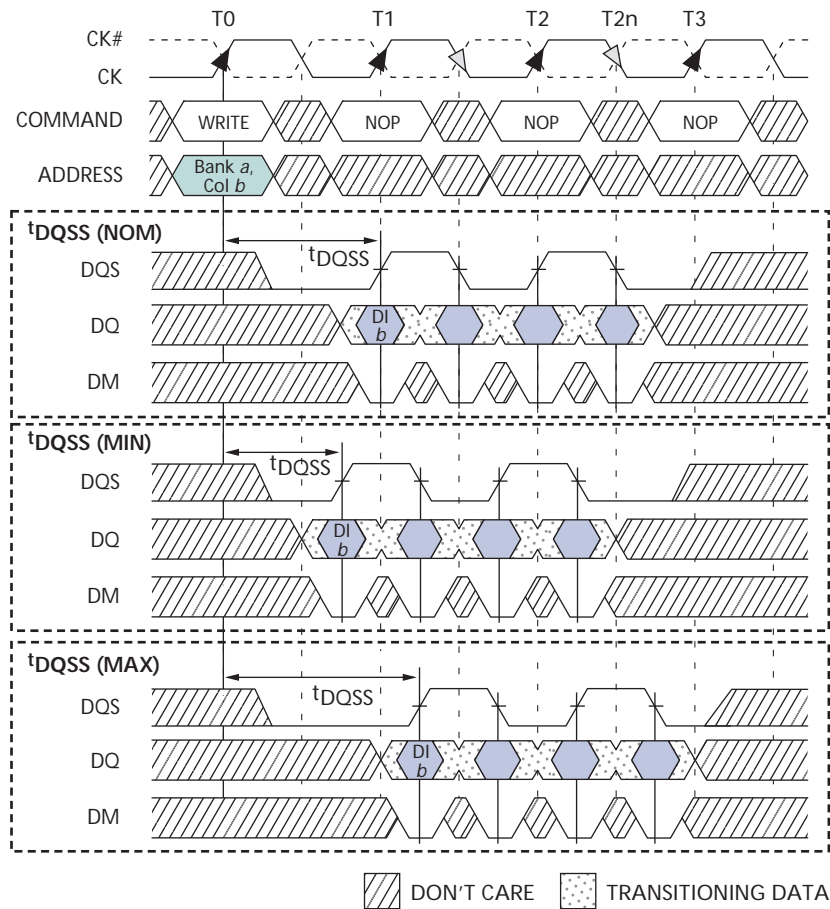 T0 T1 T2 T2n T3
CK#
CK
COMMAND WRITE NOP NOP NOP
ADDRESS Bank a,
Col b
tDQSS (NOM)
tDQSS
DQS
DQ DI
b
DM
tDQSS (MIN)
tDQSS
DQS
DQ DI
b
DM
tDQSS (MAX)
tDQSS
DQS
DQ DI
b
DM
DON'T CARE TRANSITIONING DATA